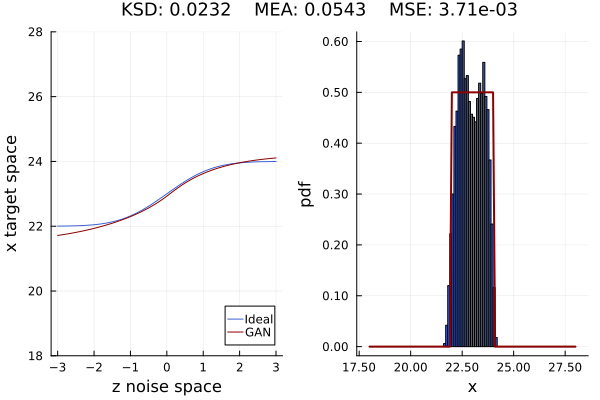 KSD: 0.0232 MEA: 0.0543 MSE: 3.71e-03
x target space
28
26
24
22
20
18
−3 −2 −1 0 1 2 3
z noise space
Ideal
GAN
pdf
0.60
0.50
0.40
0.30
0.20
0.10
0.00
17.50 20.00 22.50 25.00 27.50
x